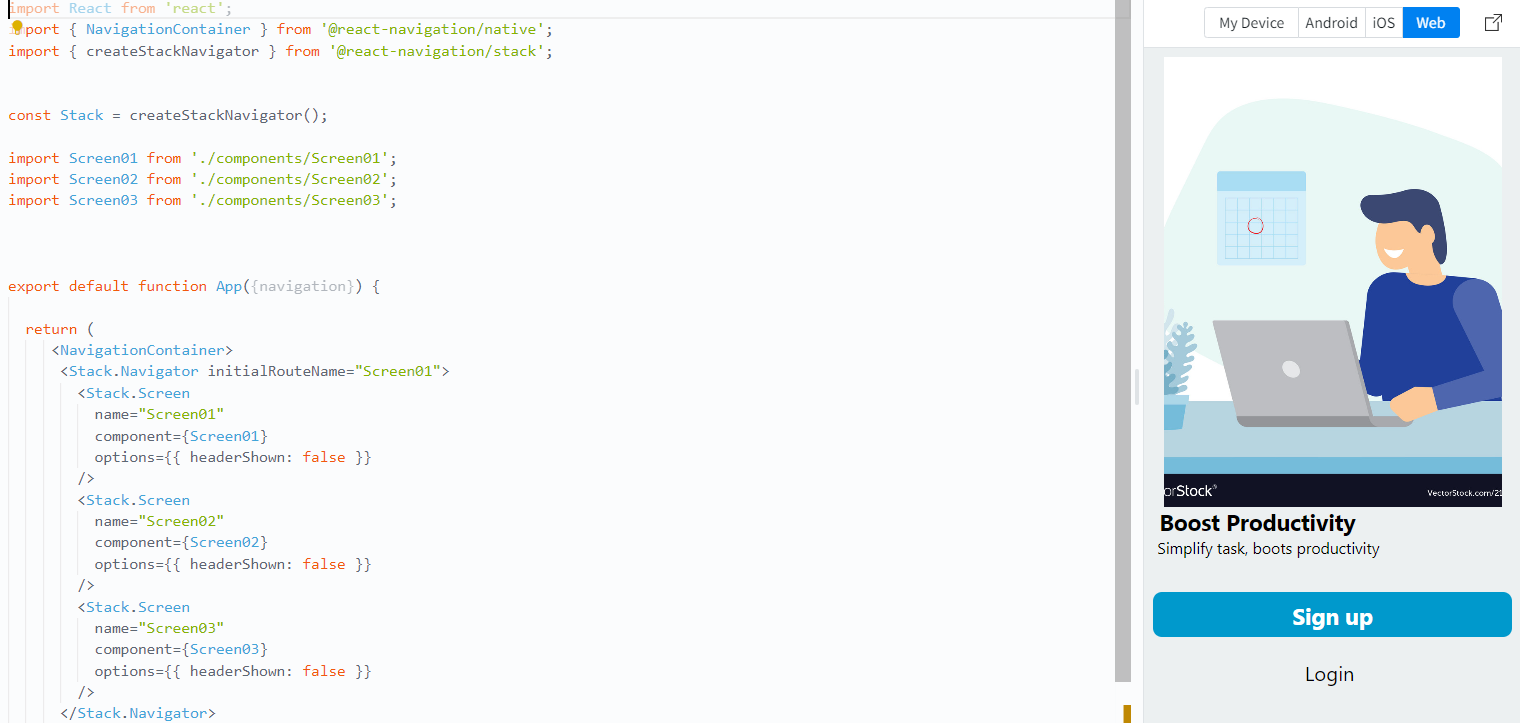 import React from 'react';
import { NavigationContainer } from '@react-navigation/native';
import { createStackNavigator } from '@react-navigation/stack';
const Stack = createStackNavigator();
import Screen01 from './components/Screen01';
import Screen02 from './components/Screen02';
import Screen03 from './components/Screen03';
export default function App({navigation}) {
return (
<NavigationContainer>
<Stack.Navigator initialRouteName="Screen01">
<Stack.Screen
name="Screen01"
component={Screen01}
options={{ headerShown: false }}
/>
<Stack.Screen
name="Screen02"
component={Screen02}
options={{ headerShown: false }}
/>
<Stack.Screen
name="Screen03"
component={Screen03}
options={{ headerShown: false }}
/>
</Stack.Navigator>
My Device Android iOS Web
orStock® VectorStock.com/21
Boost Productivity
Simplify task, boots productivity
Sign up
Login